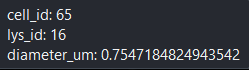 cell_id: 65
lys_id: 16
diameter_um: 0.7547184824943542